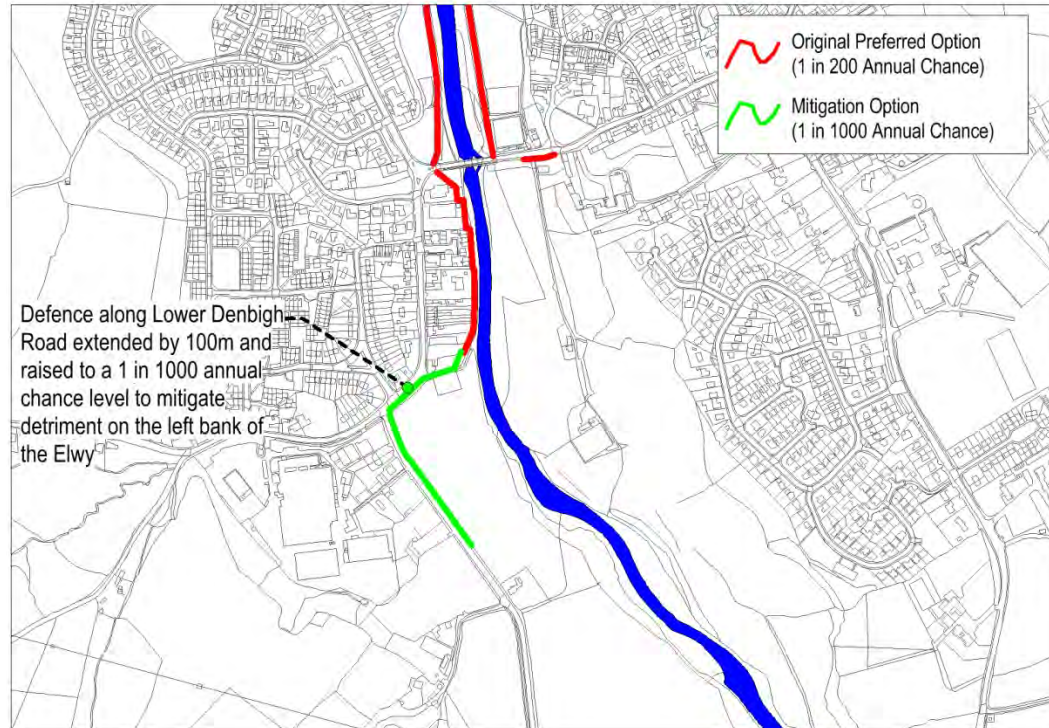 Original Preferred Option
(1 in 200 Annual Chance)
Mitigation Option
(1 in 1000 Annual Chance)
Defence along Lower Denbigh
Road extended by 100m and
raised to a 1 in 1000 annual
chance level to mitigate
detriment on the left bank of
the Elwy